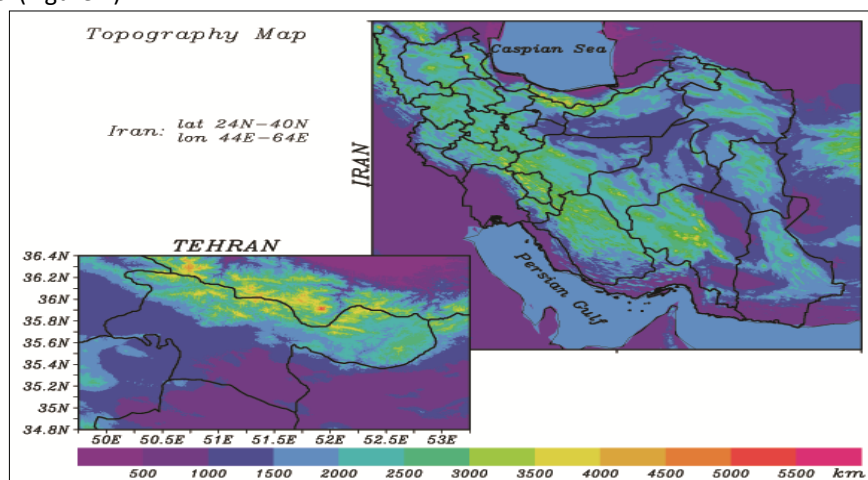 Topography Map
Caspian Sea
Iran: lat 24N-40N
lon 44E-64E
IRAN
Persian Gulf
TEHRAN
36.4N
36.2N
36N
35.8N
35.6N
35.4N
35.2N
35N
34.8N
50E 50.5E 51E 51.5E 52E 52.5E 53E
500 1000 1500 2000 2500 3000 3500 4000 4500 5000 5500 km